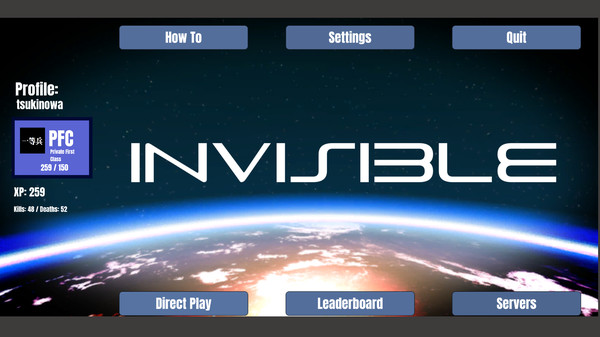 How To
Settings
Quit
Profile:
tsukinowa
一等兵
PFC
Private First
Class
259 / 150
XP: 259
Kills: 48 / Deaths: 52
INVISIBLE
Direct Play
Leaderboard
Servers